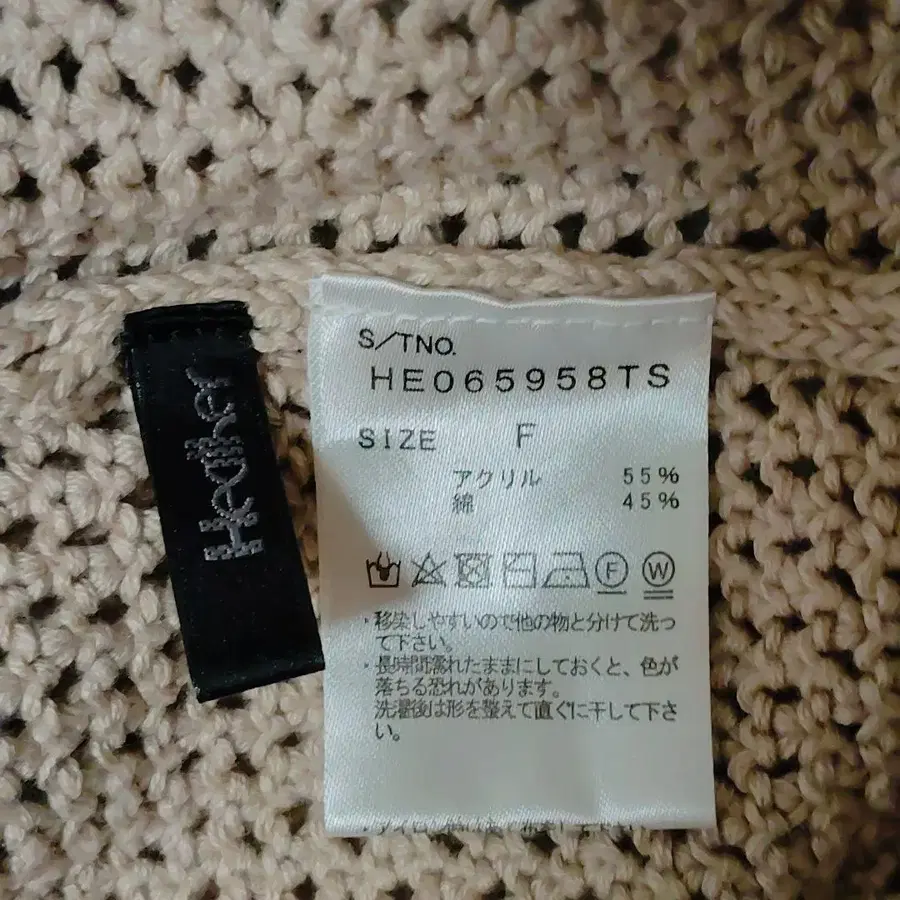 Heather
S/TNO.
HE065958TS
SIZE F
アクリル 55%
綿 45%
F W
・移染しやすいので他の物と分けて洗っ
て下さい。
・長時間濡れたままにしておくと、色が
落ちる恐れがあります。
洗濯後は形を整えて直ぐに干して下さ
い。